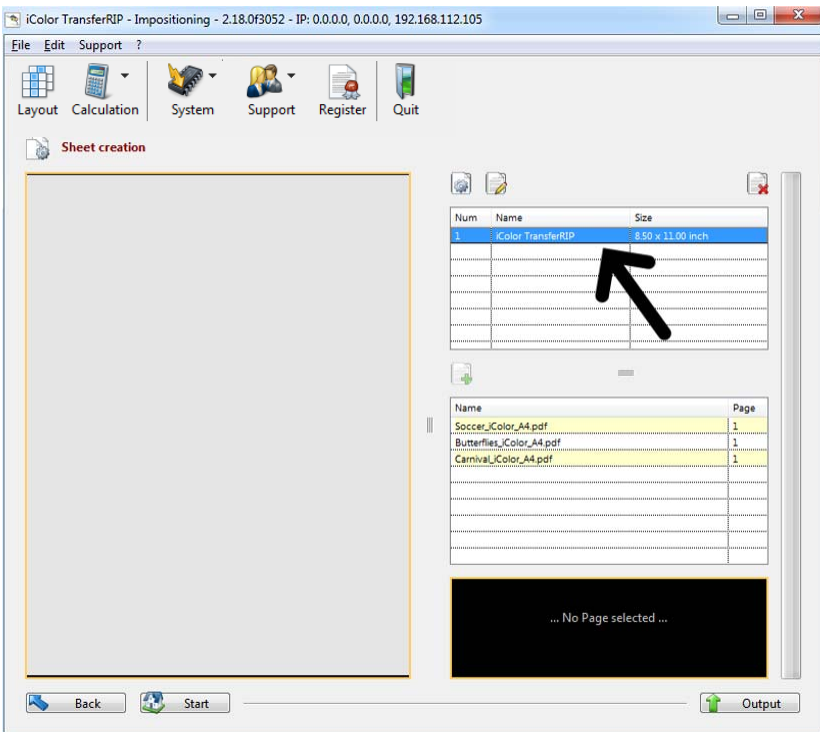 iColor TransferRIP - Impositioning - 2.18.0f3052 - IP: 0.0.0.0, 0.0.0.0, 192.168.112.105
File Edit Support ?
Layout Calculation System Support Register Quit
Sheet creation
Num Name Size
1 iColor TransferRIP 8.50 x 11.00 inch
Name Page
Soccer_iColor_A4.pdf 1
Butterflies_iColor_A4.pdf 1
Carnival_iColor_A4.pdf 1
... No Page selected ...
Back Start Output